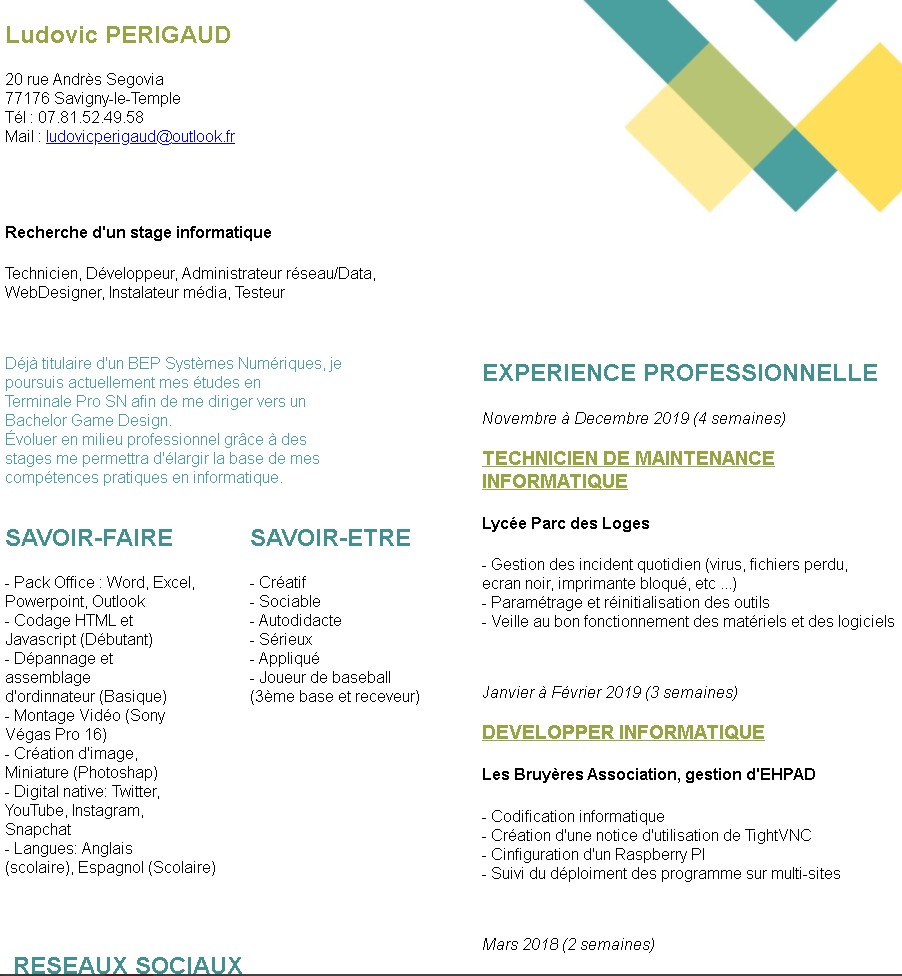 Ludovic PERIGAUD
20 rue Andrès Segovia
77176 Savigny-le-Temple
Tél : 07.81.52.49.58
Mail : ludovicperigaud@outlook.fr
Recherche d'un stage informatique
Technicien, Développeur, Administrateur réseau/Data,
WebDesigner, Instalateur média, Testeur
Déjà titulaire d'un BEP Systèmes Numériques, je
poursuis actuellement mes études en
Terminale Pro SN afin de me diriger vers un
Bachelor Game Design.
Évoluer en milieu professionnel grâce à des
stages me permettra d'élargir la base de mes
compétences pratiques en informatique.
SAVOIR-FAIRE
- Pack Office : Word, Excel,
Powerpoint, Outlook
- Codage HTML et
Javascript (Débutant)
- Dépannage et
assemblage
d'ordinnateur (Basique)
- Montage Vidéo (Sony
Végas Pro 16)
- Création d'image,
Miniature (Photoshap)
- Digital native: Twitter,
YouTube, Instagram,
Snapchat
- Langues: Anglais
(scolaire), Espagnol (Scolaire)
SAVOIR-ETRE
- Créatif
- Sociable
- Autodidacte
- Sérieux
- Appliqué
- Joueur de baseball
(3ème base et receveur)
RESEAUX SOCIAUX
EXPERIENCE PROFESSIONNELLE
Novembre à Decembre 2019 (4 semaines)
TECHNICIEN DE MAINTENANCE
INFORMATIQUE
Lycée Parc des Loges
- Gestion des incident quotidien (virus, fichiers perdu,
ecran noir, imprimante bloqué, etc ...)
- Paramétrage et réinitialisation des outils
- Veille au bon fonctionnement des matériels et des logiciels
Janvier à Février 2019 (3 semaines)
DEVELOPPER INFORMATIQUE
Les Bruyères Association, gestion d'EHPAD
- Codification informatique
- Création d'une notice d'utilisation de TightVNC
- Cinfiguration d'un Raspberry PI
- Suivi du déploiment des programme sur multi-sites
Mars 2018 (2 semaines)